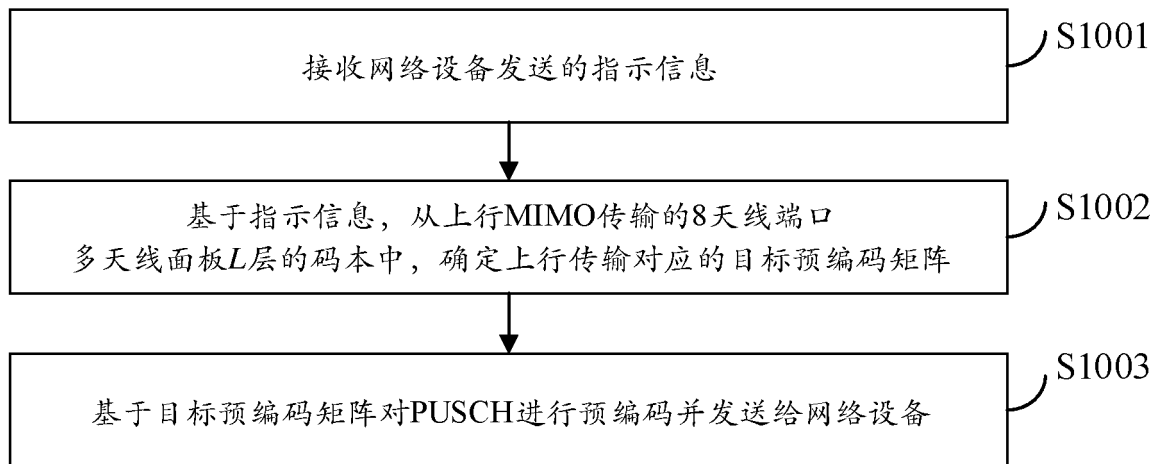 接收网络设备发送的指示信息
S1001
基于指示信息，从上行MIMO传输的8天线端口
多天线面板L层的码本中，确定上行传输对应的目标预编码矩阵
S1002
基于目标预编码矩阵对PUSCH进行预编码并发送给网络设备
S1003